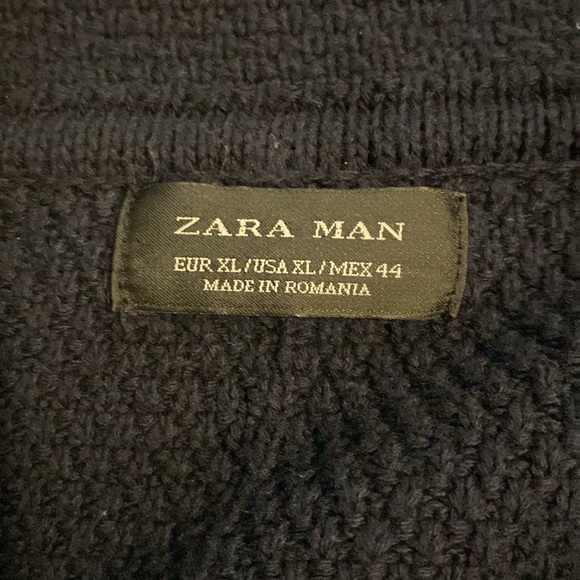 ZARA MAN
EUR XL/USA XL/MEX 44
MADE IN ROMANIA